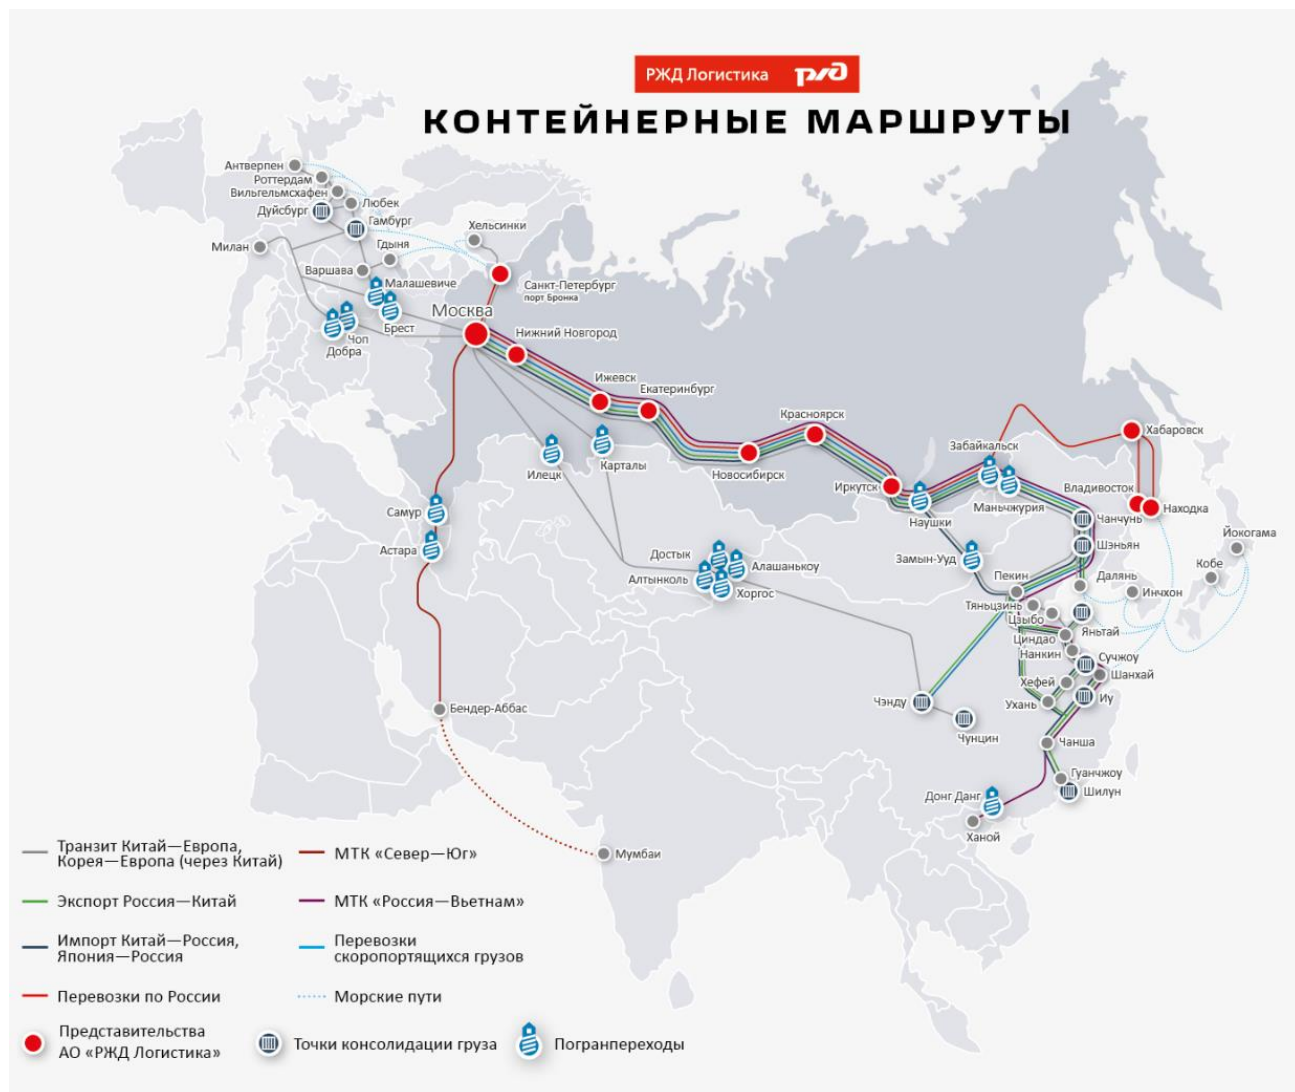 РЖД Логистика
КОНТЕЙНЕРНЫЕ МАРШРУТЫ
Антверпен
Роттердам
Вильгельмсхафен
Любек
Дуйсбург
Гамбург
Милан
Гдыня
Варшава
Хельсинки
Малашевиче
Санкт-Петербург
порт Бронка
Брест
Москва
Чоп
Добра
Нижний Новгород
Ижевск
Екатеринбург
Красноярск
Хабаровск
Забайкальск
Карталы
Илецк
Новосибирск
Иркутск
Владивосток
Находка
Маньчжурия
Наушки
Чанчунь
Самур
Йокогама
Астара
Шэньян
Достык
Замын-Ууд
Кобе
Алашанькоу
Алтынколь
Пекин
Далянь
Хоргос
Инчхон
Тяньцзинь
Цзыбо
Яньтай
Циндао
Нанкин
Сучжоу
Шанхай
Хефей
Чэнду
Ухань
Иу
Бендер-Аббас
Чунцин
Чанша
Гуанчжоу
Шилун
Донг Данг
Ханой
Мумбаи
Транзит Китай—Европа,
Корея—Европа (через Китай)
МТК «Север—Юг»
Экспорт Россия—Китай
МТК «Россия—Вьетнам»
Импорт Китай—Россия,
Япония—Россия
Перевозки
скоропортящихся грузов
Перевозки по России
Морские пути
Представительства
АО «РЖД Логистика»
Точки консолидации груза
Погранпереходы